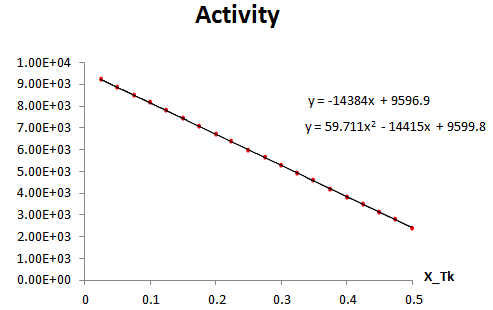 Activity
1.00E+04
9.00E+03
8.00E+03
7.00E+03
6.00E+03
5.00E+03
4.00E+03
3.00E+03
2.00E+03
1.00E+03
0.00E+00
y = -14384x + 9596.9
y = 59.711x² - 14415x + 9599.8
X_Tk
0 0.1 0.2 0.3 0.4 0.5